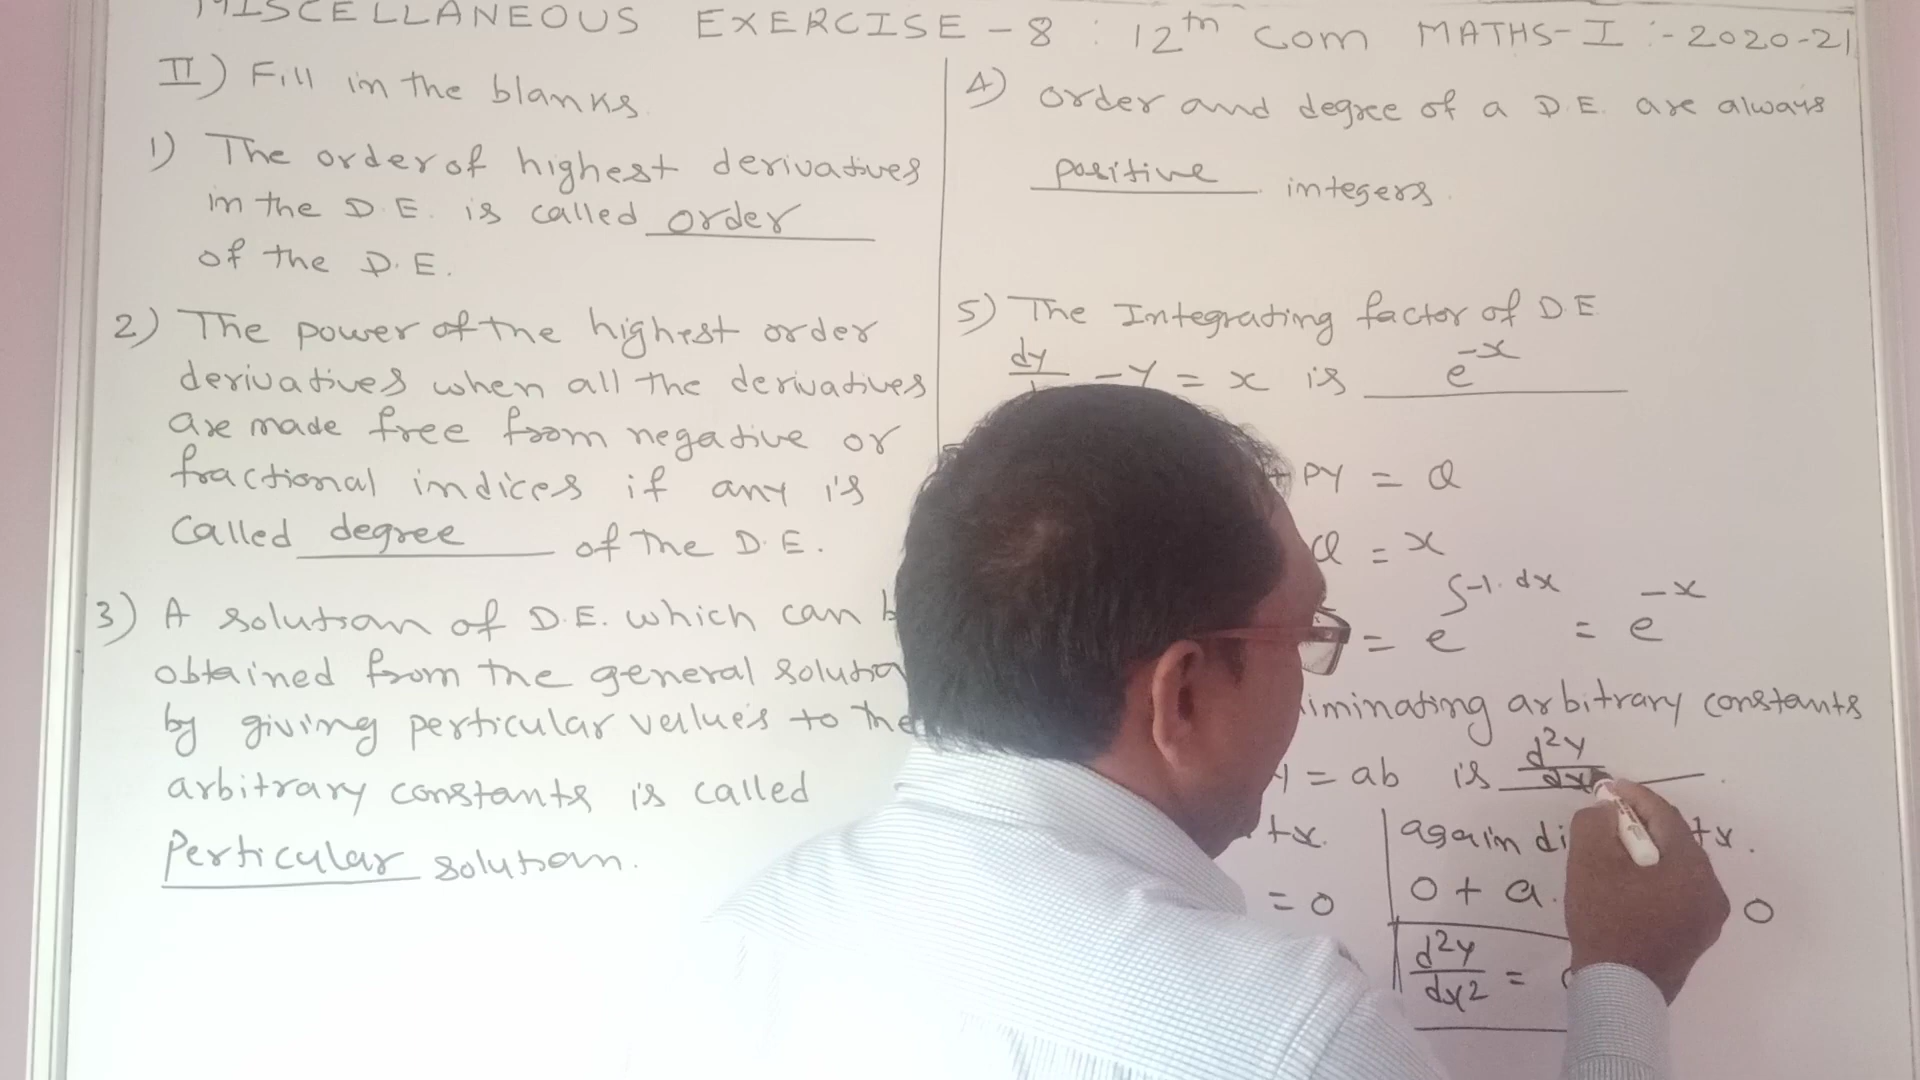 MISCELLANEOUS EXERCISE - 8 : 12th Com MATHS-I :- 2020-21
II) Fill in the blanks
1) The order of highest derivatives
in the D.E. is called order
of the D.E.
2) The power of the highest order
derivatives when all the derivatives
are made free from negative or
fractional indices if any is
called degree of the D.E.
3) A solution of D.E. which can
obtained from the general
by giving perticular values to the
arbitrary constants is called
Perticular solution.
4) order and degree of a D.E. are always
positive integers.
5) The Integrating factor of D.E
dy
- y = x is e^-x
+ PY = Q
Q = x
= e^∫-1.dx = e^-x
arbitrary constants
= ab is d²y
dx
tx. again tx.
= 0 0 + a. 0
d²y
dx² =